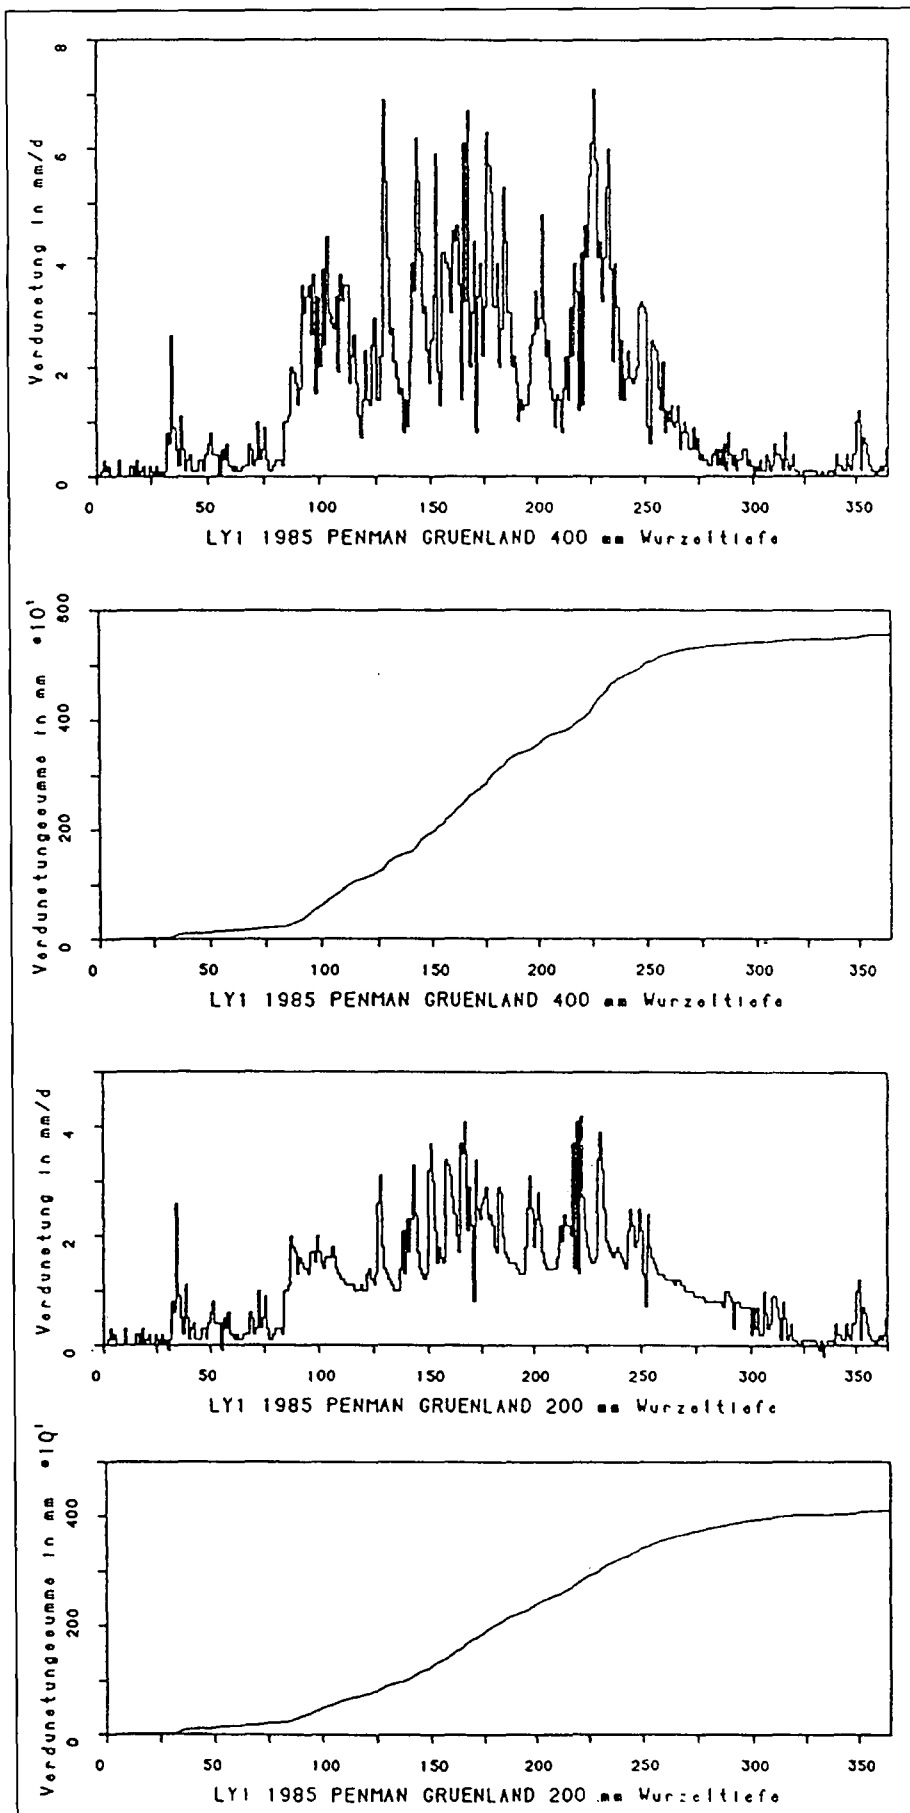 Verdunstung in mm/d
8
6
4
2
0
0 50 100 150 200 250 300 350
LY1 1985 PENMAN GRUENLAND 400 mm Wurzeltiefe
Verdunstungssumme in mm *10¹
600
400
200
0
0 50 100 150 200 250 300 350
LY1 1985 PENMAN GRUENLAND 400 mm Wurzeltiefe
Verdunstung in mm/d
4
2
0
0 50 100 150 200 250 300 350
LY1 1985 PENMAN GRUENLAND 200 mm Wurzeltiefe
Verdunstungssumme in mm *10¹
400
200
0
0 50 100 150 200 250 300 350
LY1 1985 PENMAN GRUENLAND 200 mm Wurzeltiefe